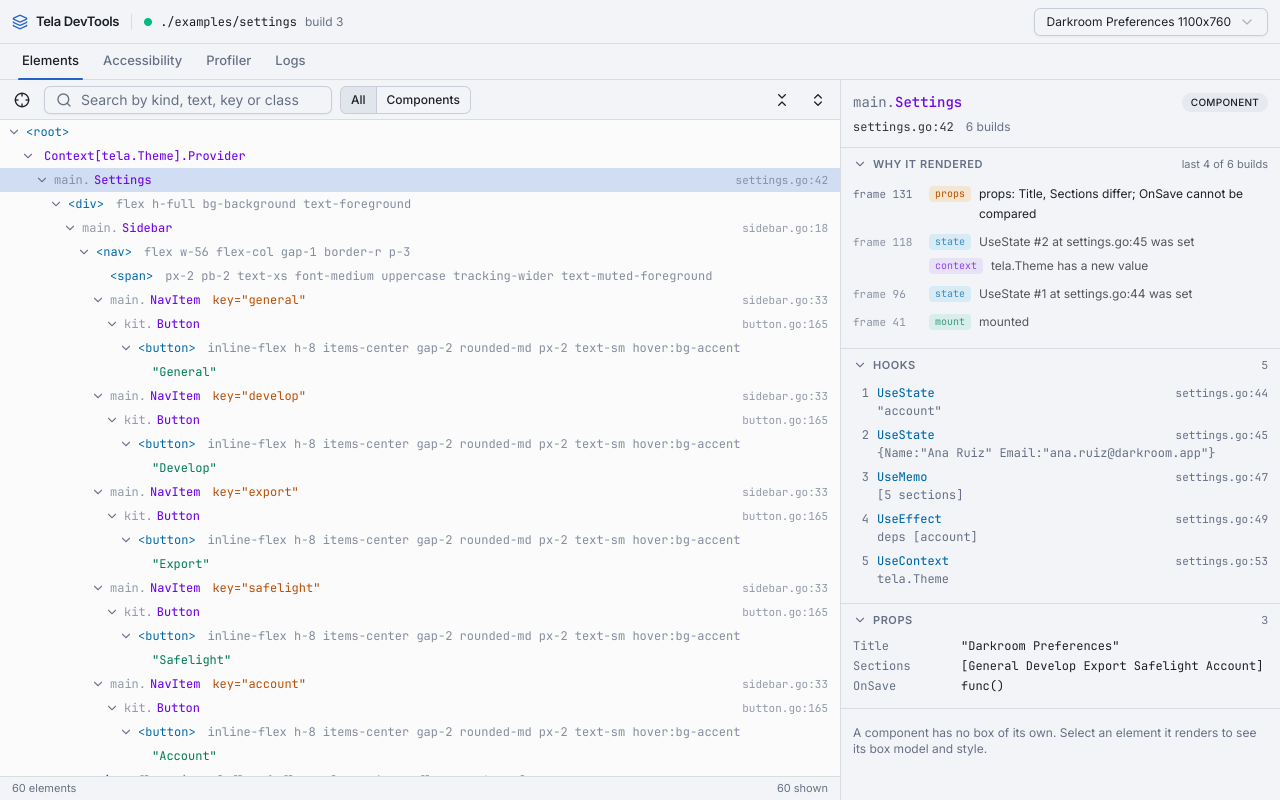 Tela DevTools
./examples/settings build 3
Darkroom Preferences 1100x760
Elements Accessibility Profiler Logs
Search by kind, text, key or class
All Components
<root>
Context[tela.Theme].Provider
main.Settings settings.go:42
<div> flex h-full bg-background text-foreground
main.Sidebar sidebar.go:18
<nav> flex w-56 flex-col gap-1 border-r p-3
<span> px-2 pb-2 text-xs font-medium uppercase tracking-wider text-muted-foreground
main.NavItem key="general" sidebar.go:33
kit.Button button.go:165
<button> inline-flex h-8 items-center gap-2 rounded-md px-2 text-sm hover:bg-accent
"General"
main.NavItem key="develop" sidebar.go:33
kit.Button button.go:165
<button> inline-flex h-8 items-center gap-2 rounded-md px-2 text-sm hover:bg-accent
"Develop"
main.NavItem key="export" sidebar.go:33
kit.Button button.go:165
<button> inline-flex h-8 items-center gap-2 rounded-md px-2 text-sm hover:bg-accent
"Export"
main.NavItem key="safelight" sidebar.go:33
kit.Button button.go:165
<button> inline-flex h-8 items-center gap-2 rounded-md px-2 text-sm hover:bg-accent
"Safelight"
main.NavItem key="account" sidebar.go:33
kit.Button button.go:165
<button> inline-flex h-8 items-center gap-2 rounded-md px-2 text-sm hover:bg-accent
"Account"
60 elements 60 shown
main.Settings COMPONENT
settings.go:42 6 builds
WHY IT RENDERED last 4 of 6 builds
frame 131 props props: Title, Sections differ; OnSave cannot be
compared
frame 118 state UseState #2 at settings.go:45 was set
context tela.Theme has a new value
frame 96 state UseState #1 at settings.go:44 was set
frame 41 mount mounted
HOOKS 5
1 UseState settings.go:44
"account"
2 UseState settings.go:45
{Name:"Ana Ruiz" Email:"ana.ruiz@darkroom.app"}
3 UseMemo settings.go:47
[5 sections]
4 UseEffect settings.go:49
deps [account]
5 UseContext settings.go:53
tela.Theme
PROPS 3
Title "Darkroom Preferences"
Sections [General Develop Export Safelight Account]
OnSave func()
A component has no box of its own. Select an element it renders to see
its box model and style.